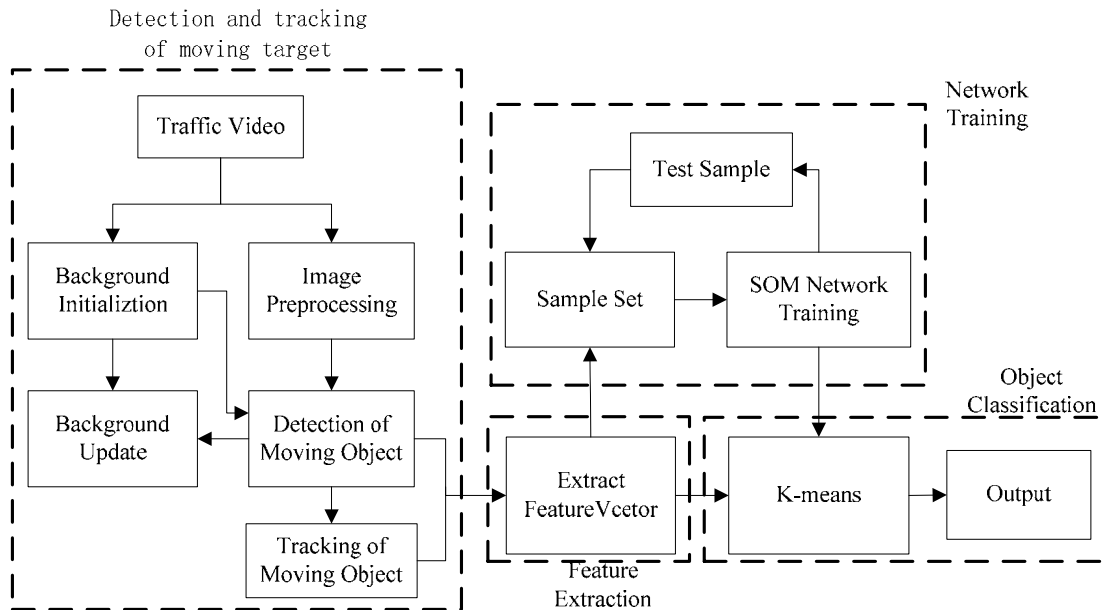 Detection and tracking
of moving target
Traffic Video
Background
Initializtion
Image
Preprocessing
Background
Update
Detection of
Moving Object
Tracking of
Moving Object
Network
Training
Test Sample
Sample Set
SOM Network
Training
Extract
FeatureVcetor
Feature
Extraction
Object
Classification
K-means
Output